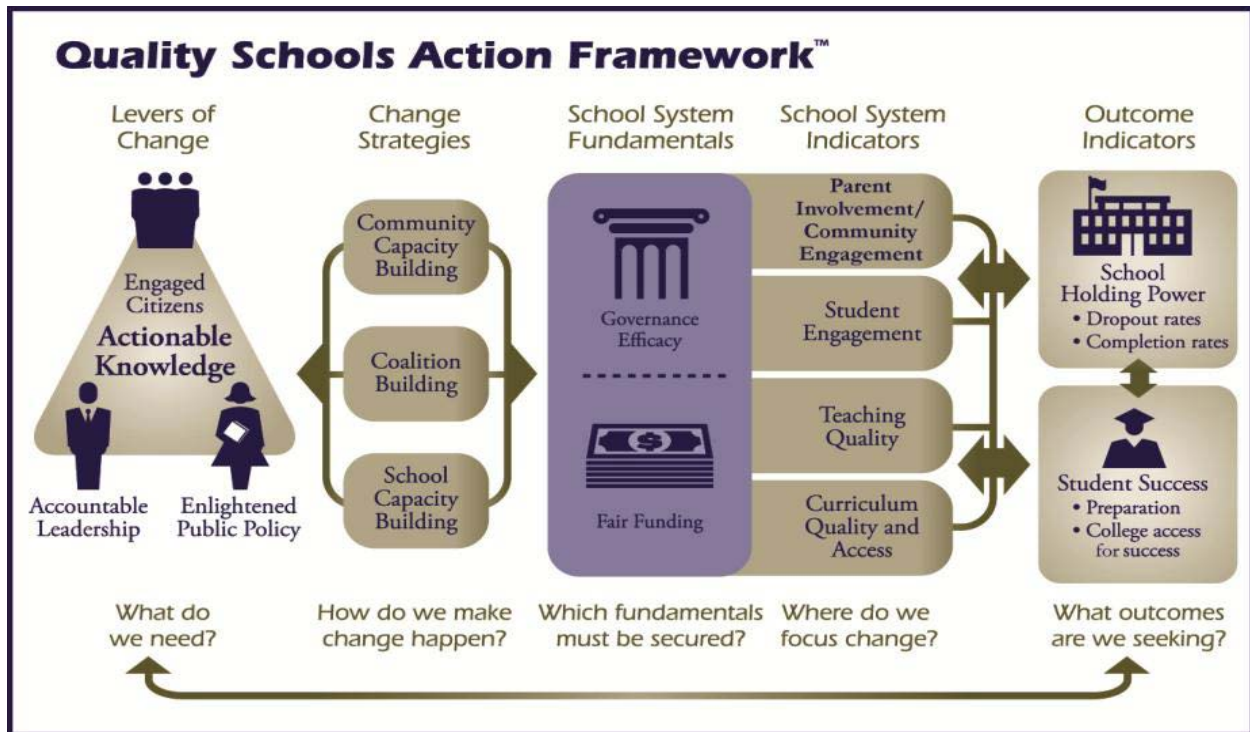 Quality Schools Action Framework™
Levers of
Change
Change
Strategies
School System
Fundamentals
School System
Indicators
Outcome
Indicators
Engaged
Citizens
Actionable
Knowledge
Accountable
Leadership
Enlightened
Public Policy
Community
Capacity
Building
Coalition
Building
School
Capacity
Building
Governance
Efficacy
$
Fair Funding
Parent
Involvement/
Community
Engagement
Student
Engagement
Teaching
Quality
Curriculum
Quality and
Access
School
Holding Power
• Dropout rates
• Completion rates
Student Success
• Preparation
• College access
for success
What do
we need?
How do we make
change happen?
Which fundamentals
must be secured?
Where do we
focus change?
What outcomes
are we seeking?